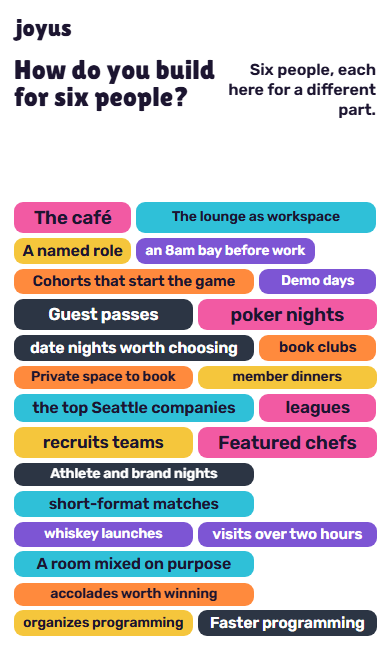 joyus
How do you build
for six people?
Six people, each
here for a different
part.
The café
The lounge as workspace
A named role
an 8am bay before work
Cohorts that start the game
Demo days
Guest passes
poker nights
date nights worth choosing
book clubs
Private space to book
member dinners
the top Seattle companies
leagues
recruits teams
Featured chefs
Athlete and brand nights
short-format matches
whiskey launches
visits over two hours
A room mixed on purpose
accolades worth winning
organizes programming
Faster programming